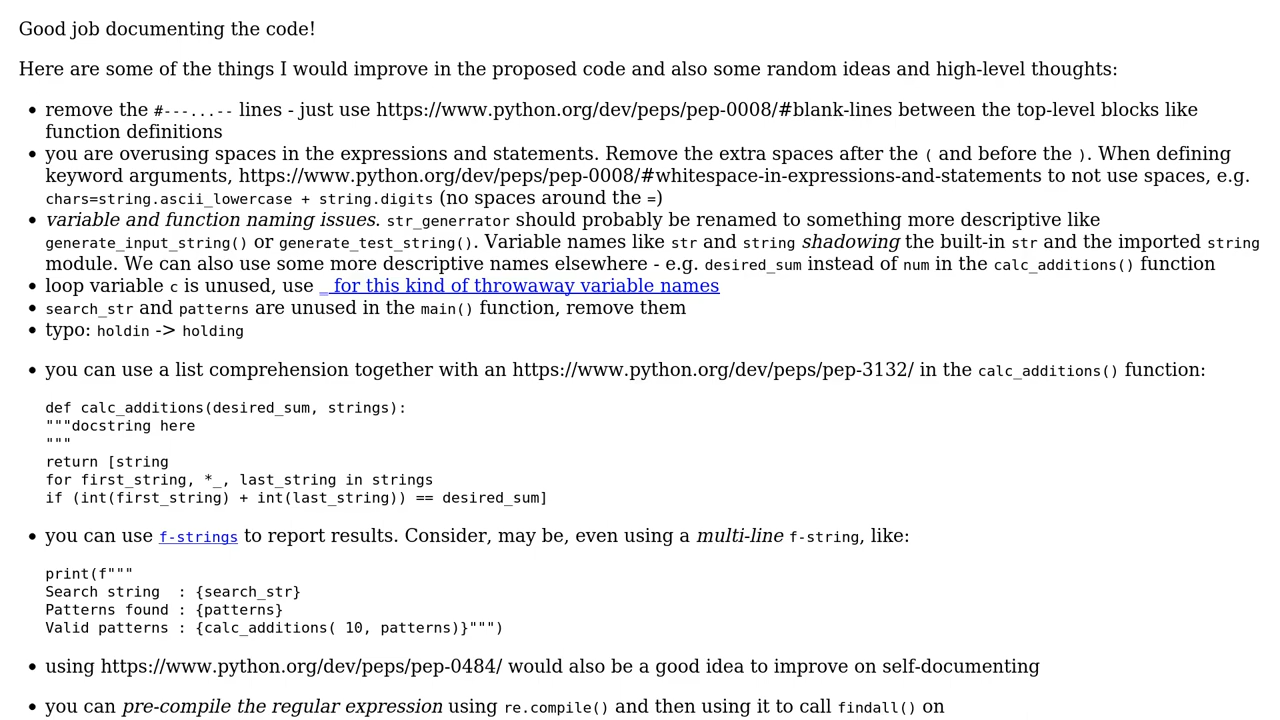 Good job documenting the code!
Here are some of the things I would improve in the proposed code and also some random ideas and high-level thoughts:
• remove the #---...-- lines - just use https://www.python.org/dev/peps/pep-0008/#blank-lines between the top-level blocks like
function definitions
• you are overusing spaces in the expressions and statements. Remove the extra spaces after the ( and before the ). When defining
keyword arguments, https://www.python.org/dev/peps/pep-0008/#whitespace-in-expressions-and-statements to not use spaces, e.g.
chars=string.ascii_lowercase + string.digits (no spaces around the =)
• variable and function naming issues. str_generrator should probably be renamed to something more descriptive like
generate_input_string() or generate_test_string(). Variable names like str and string shadowing the built-in str and the imported string
module. We can also use some more descriptive names elsewhere - e.g. desired_sum instead of num in the calc_additions() function
• loop variable c is unused, use _ for this kind of throwaway variable names
• search_str and patterns are unused in the main() function, remove them
• typo: holdin -> holding
• you can use a list comprehension together with an https://www.python.org/dev/peps/pep-3132/ in the calc_additions() function:
def calc_additions(desired_sum, strings):
"""docstring here
"""
return [string
for first_string, *_, last_string in strings
if (int(first_string) + int(last_string)) == desired_sum]
• you can use f-strings to report results. Consider, may be, even using a multi-line f-string, like:
print(f"""
Search string  : {search_str}
Patterns found : {patterns}
Valid patterns : {calc_additions( 10, patterns)}""")
• using https://www.python.org/dev/peps/pep-0484/ would also be a good idea to improve on self-documenting
• you can pre-compile the regular expression using re.compile() and then using it to call findall() on